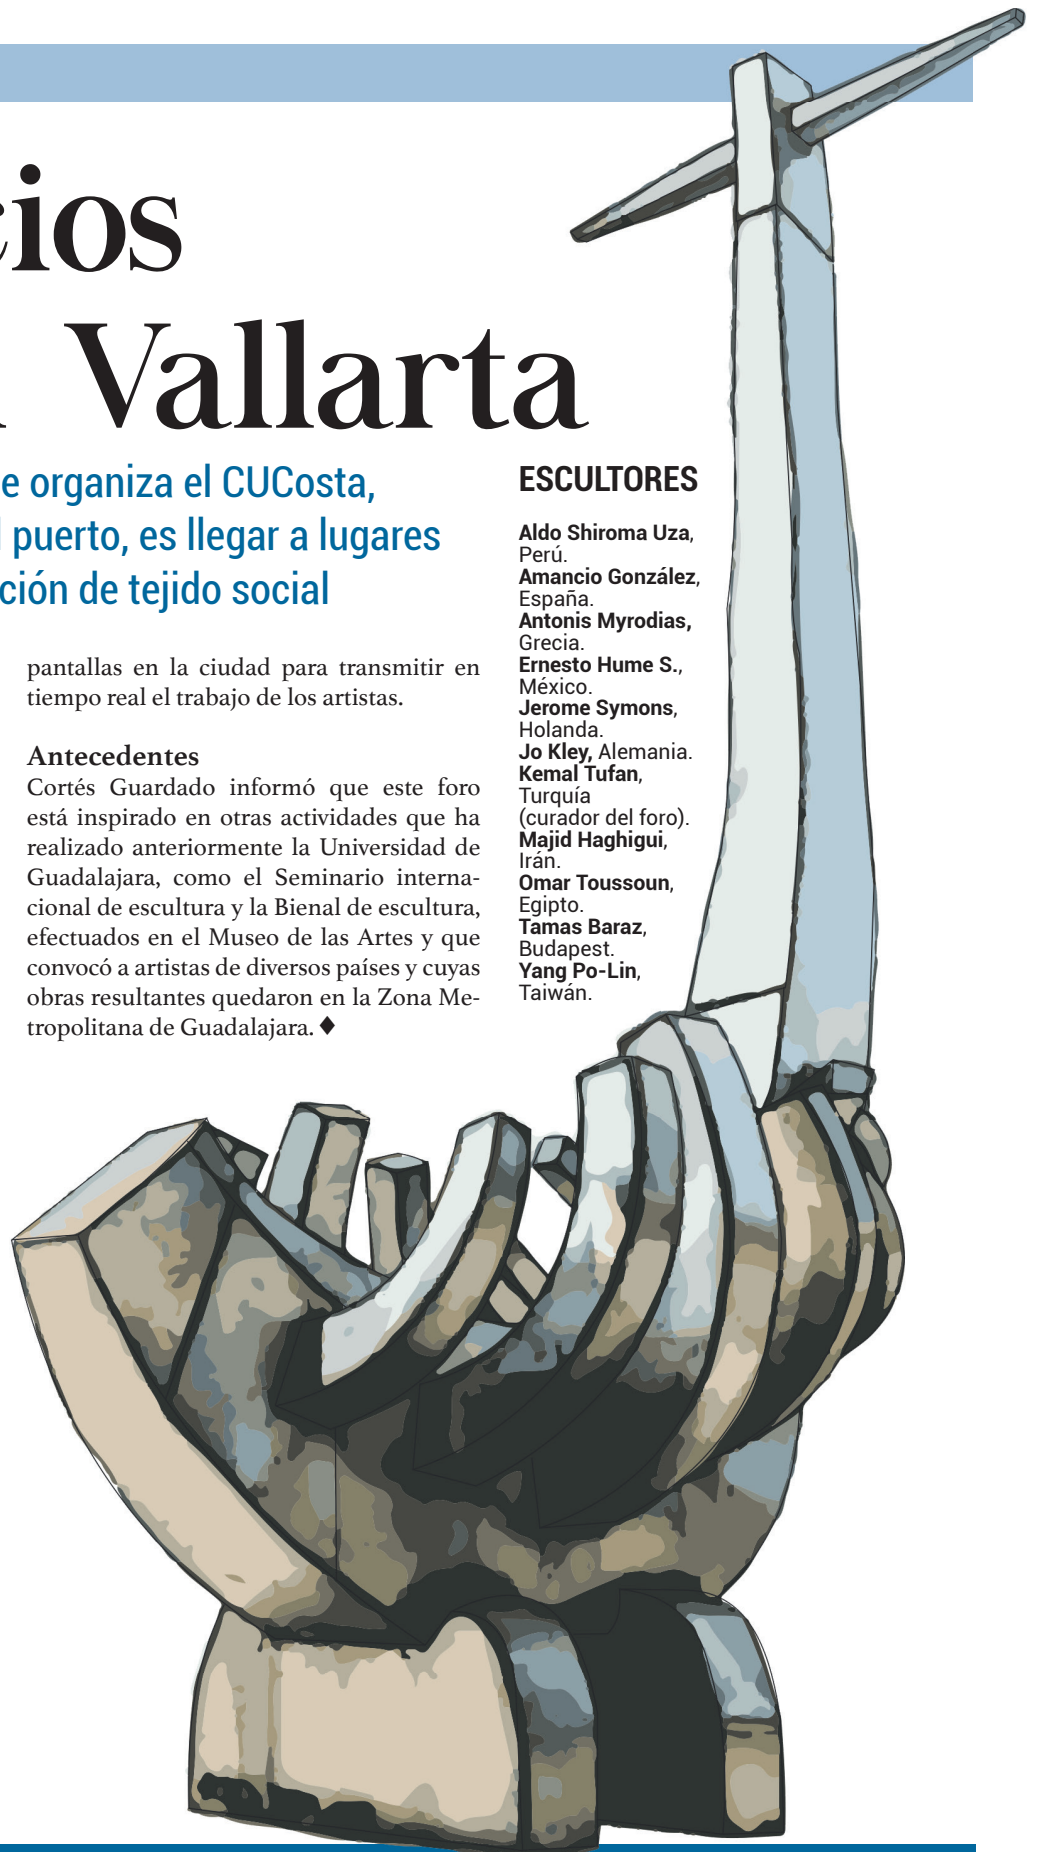 cios
Vallarta
e organiza el CUCosta,
puerto, es llegar a lugares
ción de tejido social
pantallas en la ciudad para transmitir en
tiempo real el trabajo de los artistas.
Antecedentes
Cortés Guardado informó que este foro
está inspirado en otras actividades que ha
realizado anteriormente la Universidad de
Guadalajara, como el Seminario interna-
cional de escultura y la Bienal de escultura,
efectuados en el Museo de las Artes y que
convocó a artistas de diversos países y cuyas
obras resultantes quedaron en la Zona Me-
tropolitana de Guadalajara. ♦
ESCULTORES
Aldo Shiroma Uza,
Perú.
Amancio González,
España.
Antonis Myrodias,
Grecia.
Ernesto Hume S.,
México.
Jerome Symons,
Holanda.
Jo Kley, Alemania.
Kemal Tufan,
Turquía
(curador del foro).
Majid Haghigui,
Irán.
Omar Toussoun,
Egipto.
Tamas Baraz,
Budapest.
Yang Po-Lin,
Taiwán.